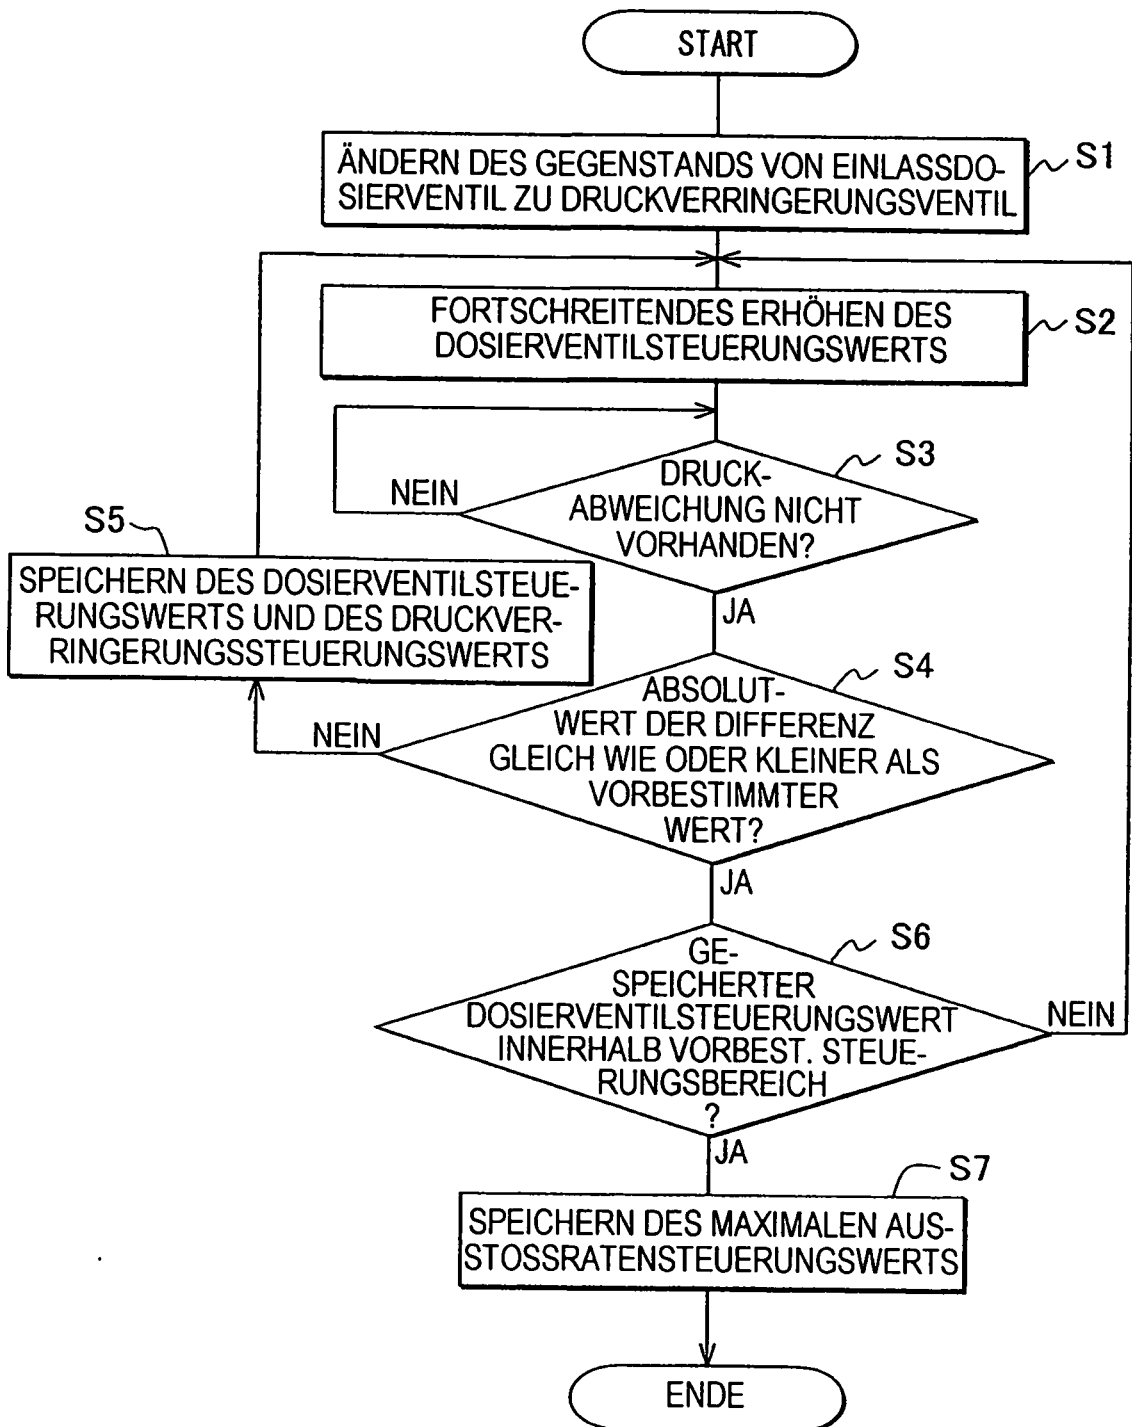 START
ÄNDERN DES GEGENSTANDS VON EINLASSDO-
SIERVENTIL ZU DRUCKVERRINGERUNGSVENTIL
S1
FORTSCHREITENDES ERHÖHEN DES
DOSIERVENTILSTEUERUNGSWERTS
S2
DRUCK-
ABWEICHUNG NICHT
VORHANDEN?
S3
NEIN
JA
S5
SPEICHERN DES DOSIERVENTILSTEUE-
RUNGSWERTS UND DES DRUCKVER-
RINGERUNGSSTEUERUNGSWERTS
ABSOLUT-
WERT DER DIFFERENZ
GLEICH WIE ODER KLEINER ALS
VORBESTIMMTER
WERT?
S4
NEIN
JA
GE-
SPEICHERTER
DOSIERVENTILSTEUERUNGSWERT
INNERHALB VORBEST. STEUE-
RUNGSBEREICH
?
S6
NEIN
JA
S7
SPEICHERN DES MAXIMALEN AUS-
STOSSRATENSTEUERUNGSWERTS
ENDE